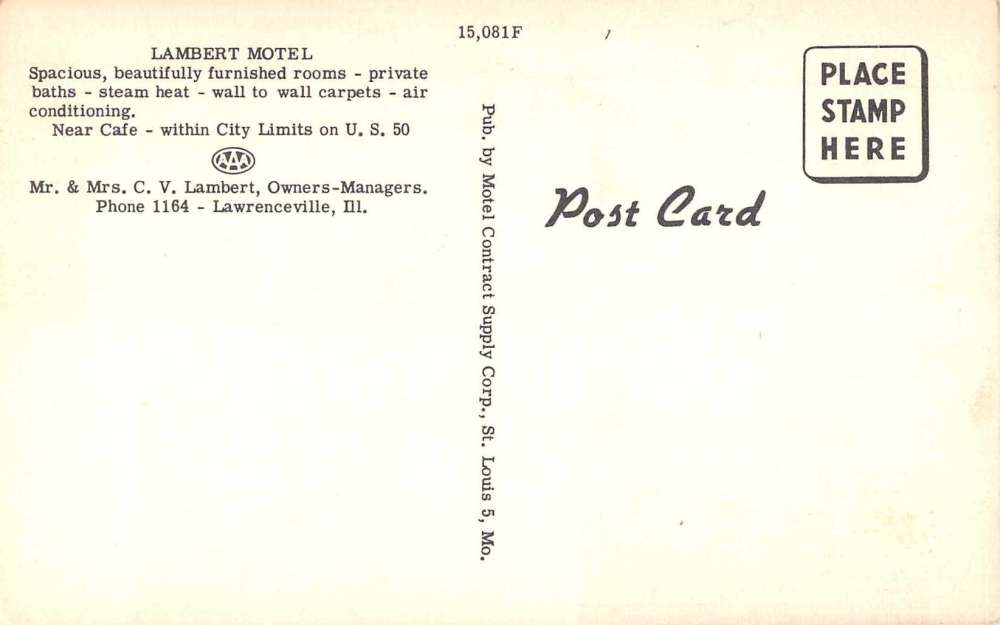 15,081F
LAMBERT MOTEL
Spacious, beautifully furnished rooms - private
baths - steam heat - wall to wall carpets - air
conditioning.
Near Cafe - within City Limits on U. S. 50
AAA
Mr. & Mrs. C. V. Lambert, Owners-Managers.
Phone 1164 - Lawrenceville, Ill.
Pub. by Motel Contract Supply Corp., St. Louis 5, Mo.
PLACE
STAMP
HERE
Post Card